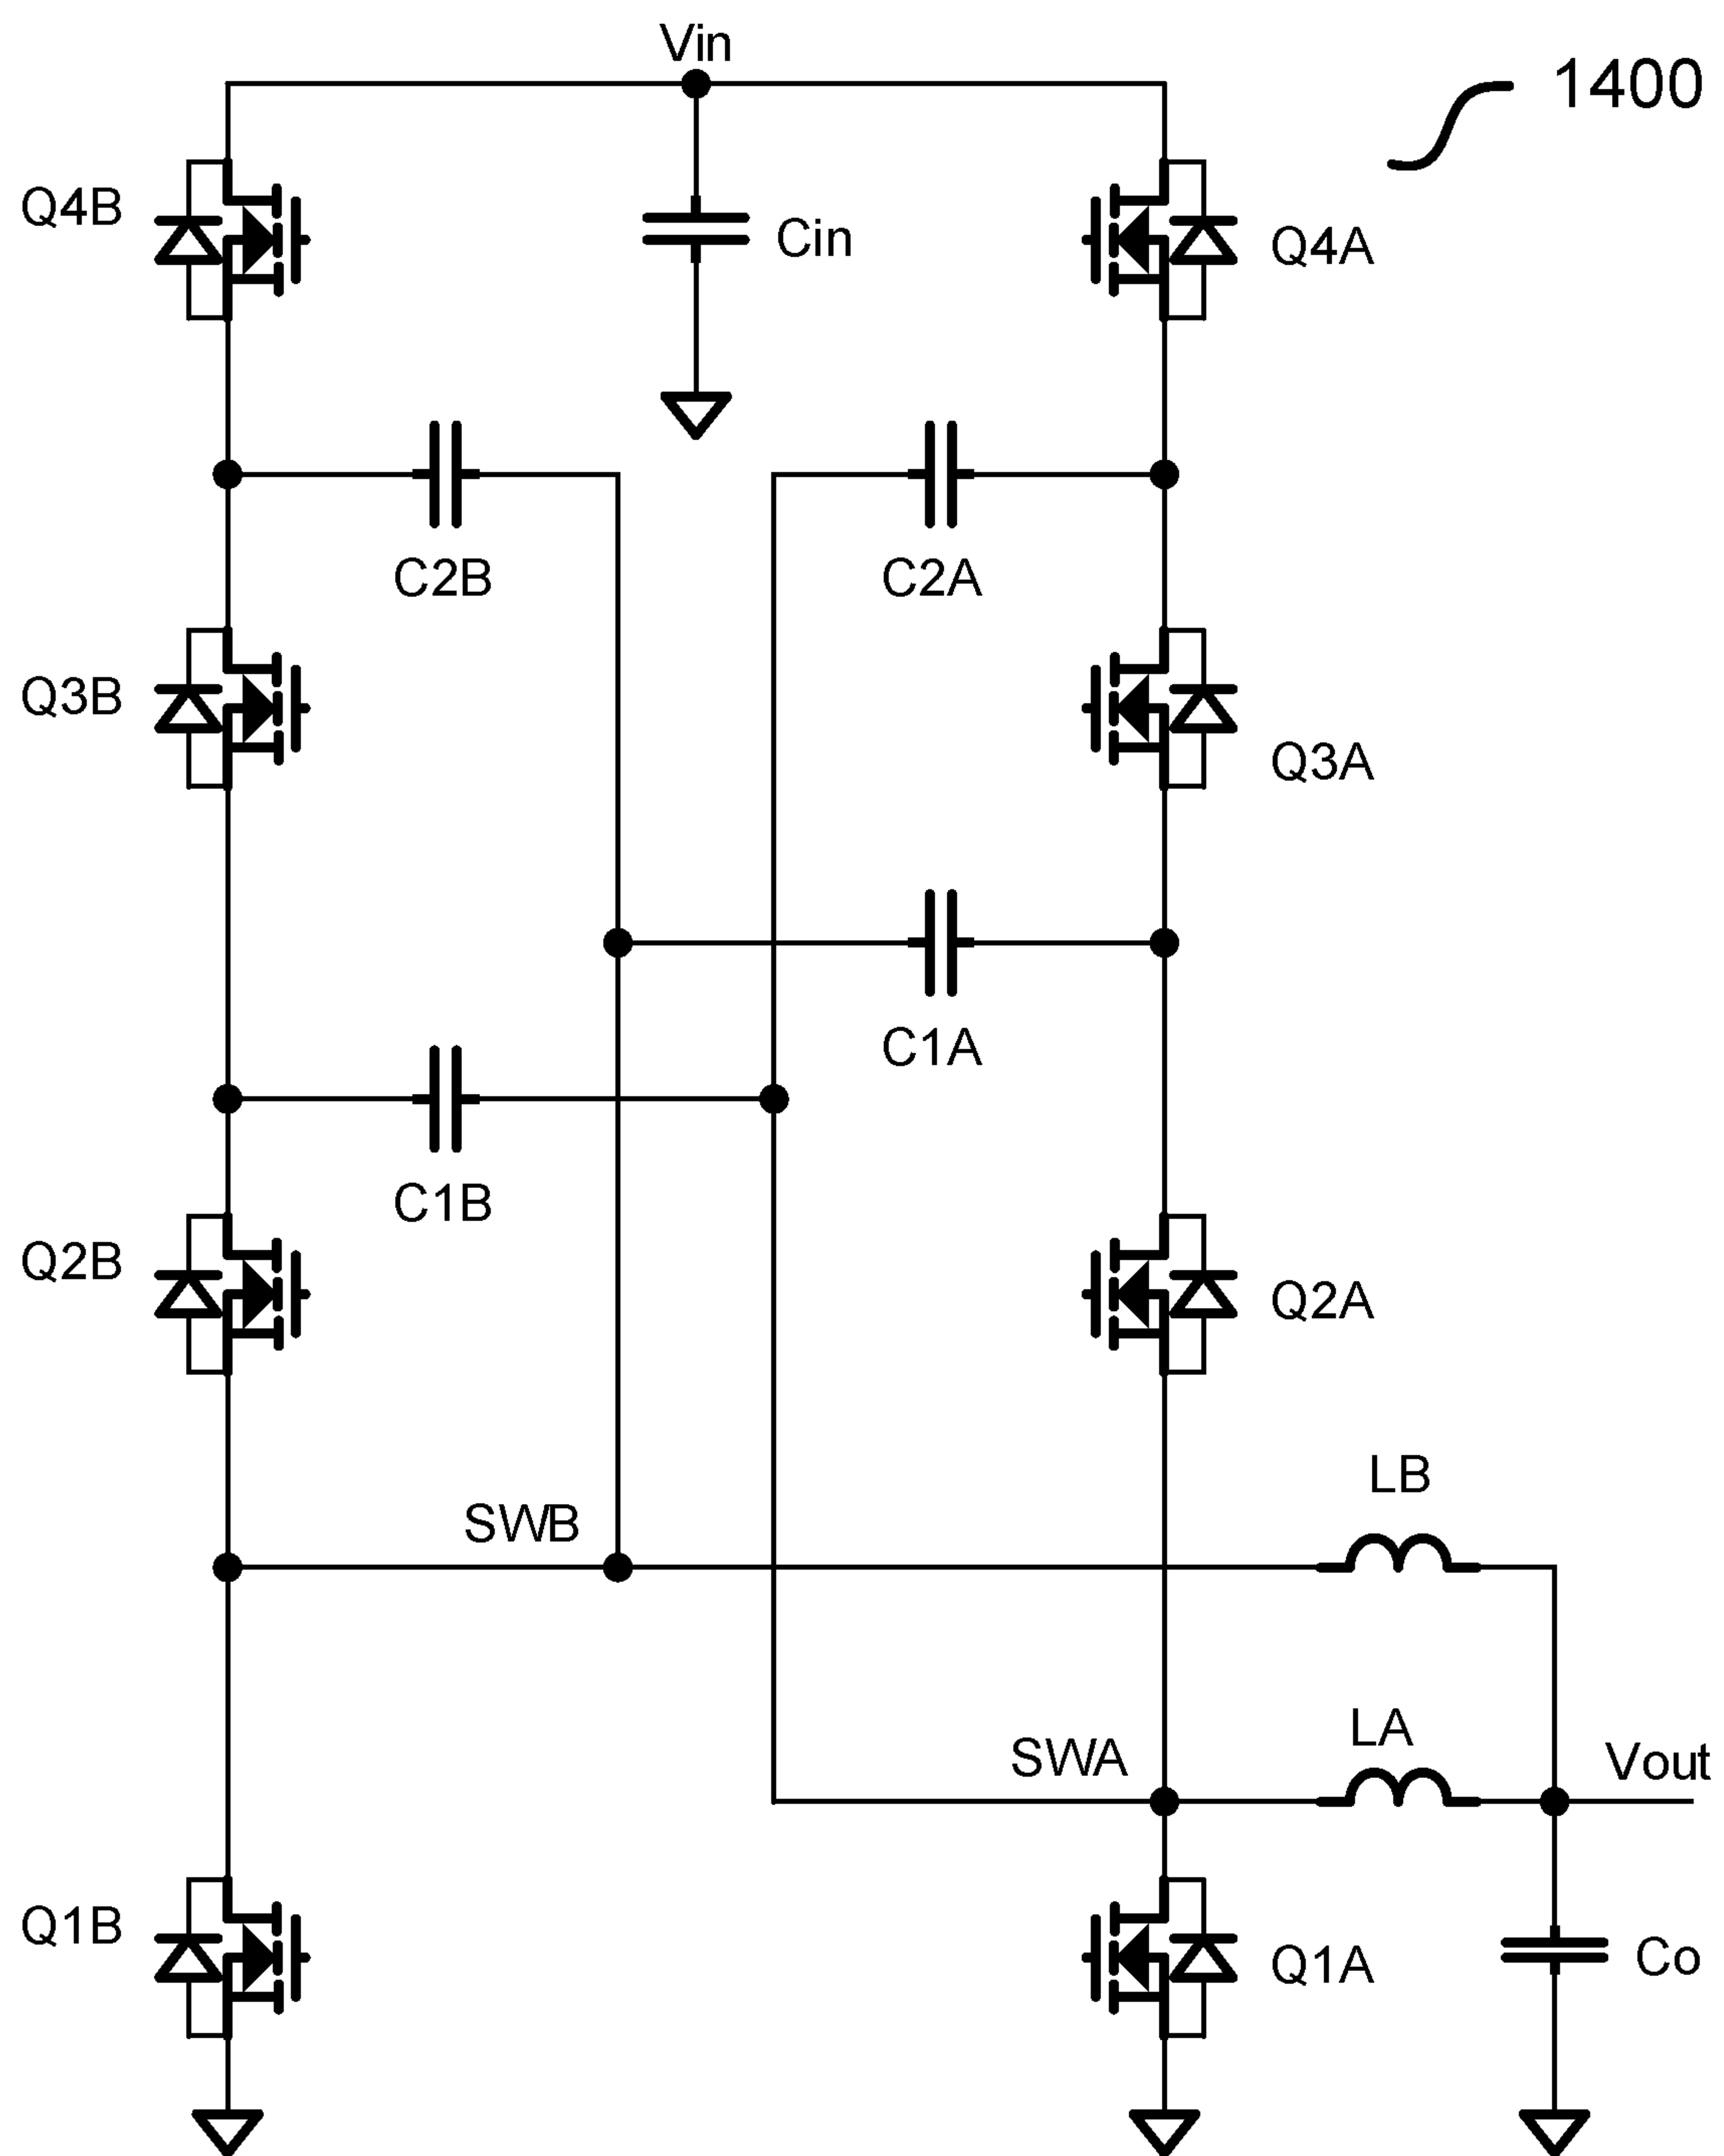 Vin
1400
Q4B
Cin
Q4A
C2B
C2A
Q3B
Q3A
C1A
C1B
Q2B
Q2A
LB
SWB
LA
SWA
Vout
Q1B
Q1A
Co